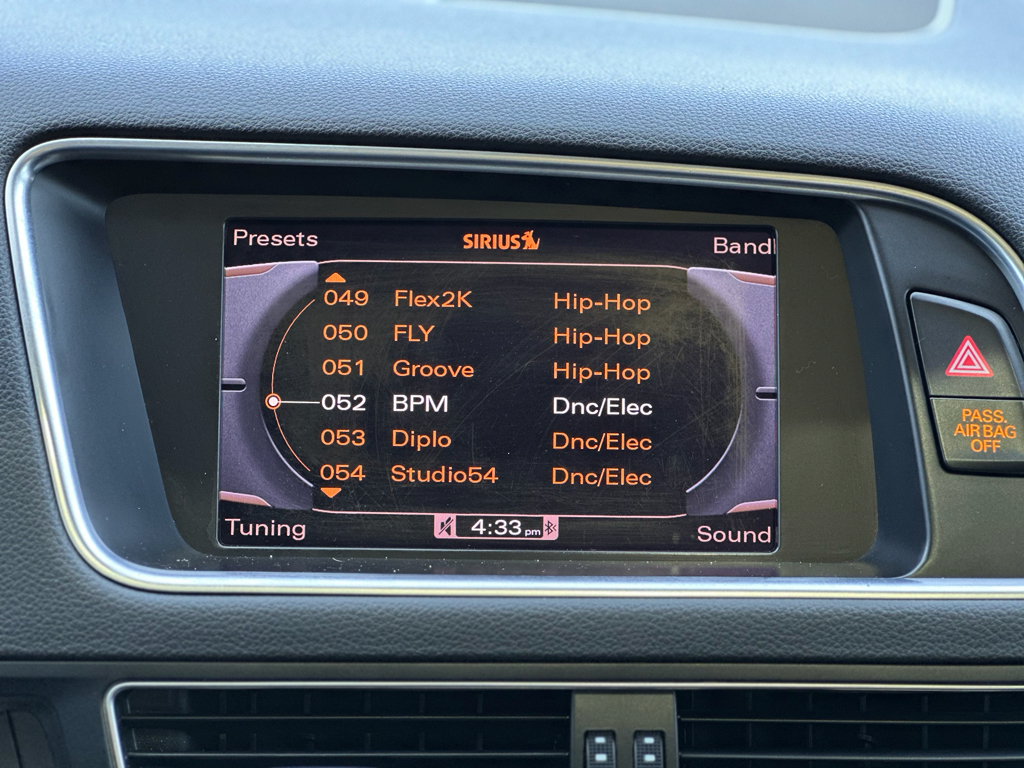 Presets SIRIUS Band
049 Flex2K Hip-Hop
050 FLY Hip-Hop
051 Groove Hip-Hop
052 BPM Dnc/Elec
053 Diplo Dnc/Elec
054 Studio54 Dnc/Elec
Tuning 4:33 pm Sound
PASS.
AIR BAG
OFF